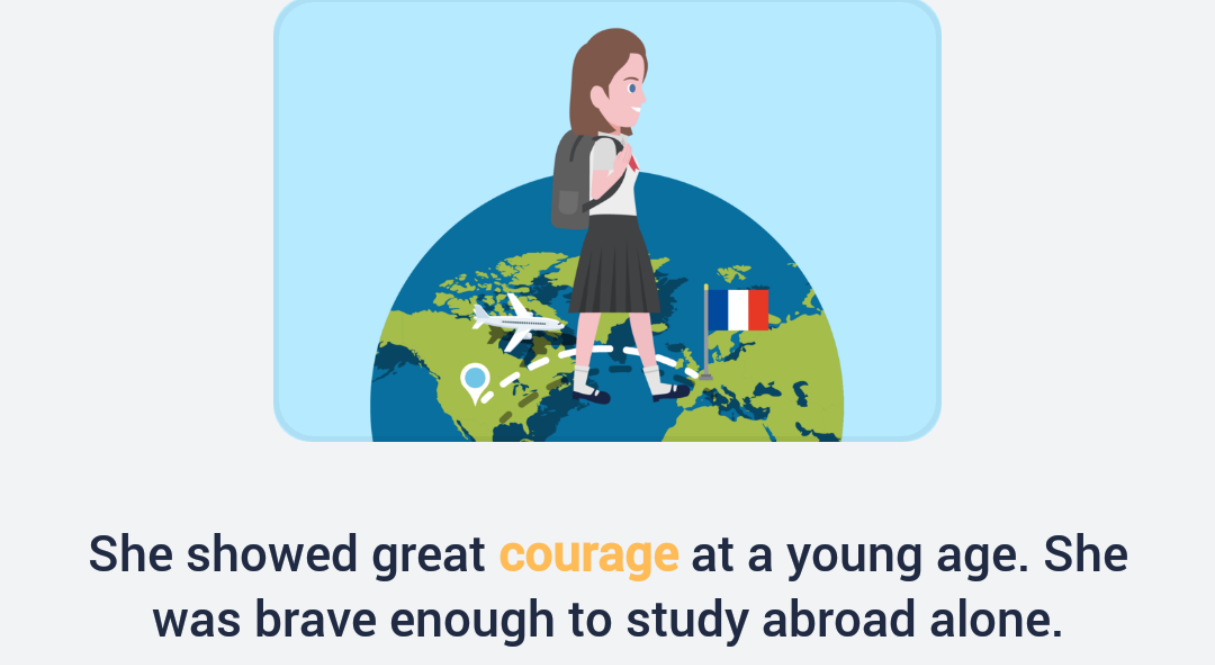 She showed great courage at a young age. She
was brave enough to study abroad alone.